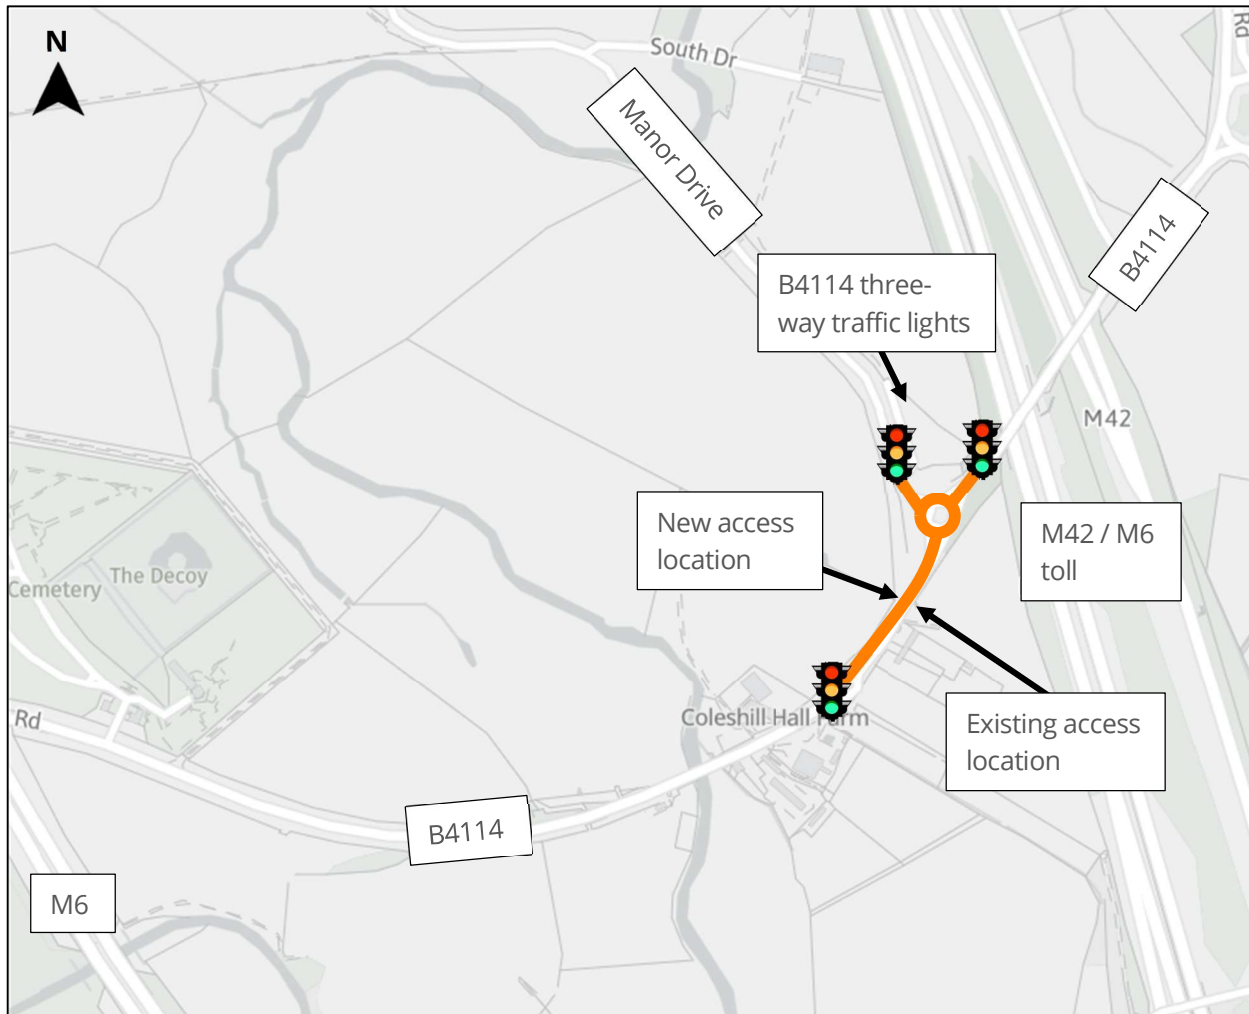 N
South Dr
Rd
Manor Drive
B4114
B4114 three-
way traffic lights
M42
New access
location
M42 / M6
toll
The Decoy
Cemetery
Rd
Coleshill Hall Farm
Existing access
location
B4114
M6